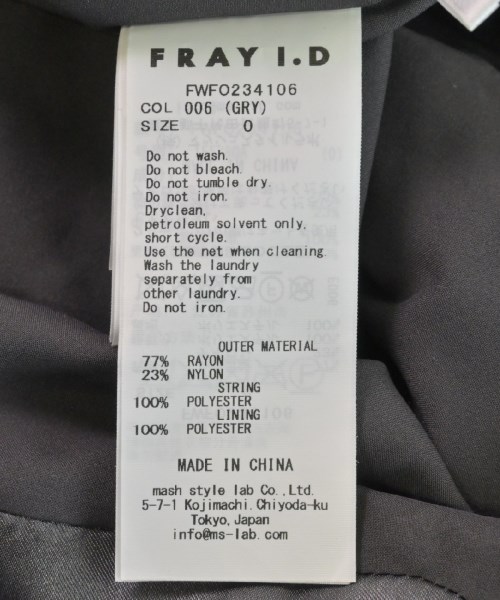 FRAY I.D
FWFO234106
COL 006 (GRY)
SIZE 0
Do not wash.
Do not bleach.
Do not tumble dry.
Do not iron.
Dryclean,
petroleum solvent only,
short cycle.
Use the net when cleaning.
Wash the laundry
separately from
other laundry.
Do not iron.
OUTER MATERIAL
77% RAYON
23% NYLON
STRING
100% POLYESTER
LINING
100% POLYESTER
MADE IN CHINA
mash style lab Co.,Ltd.
5-7-1 Kojimachi.Chiyoda-ku
Tokyo,Japan
info@ms-lab.com